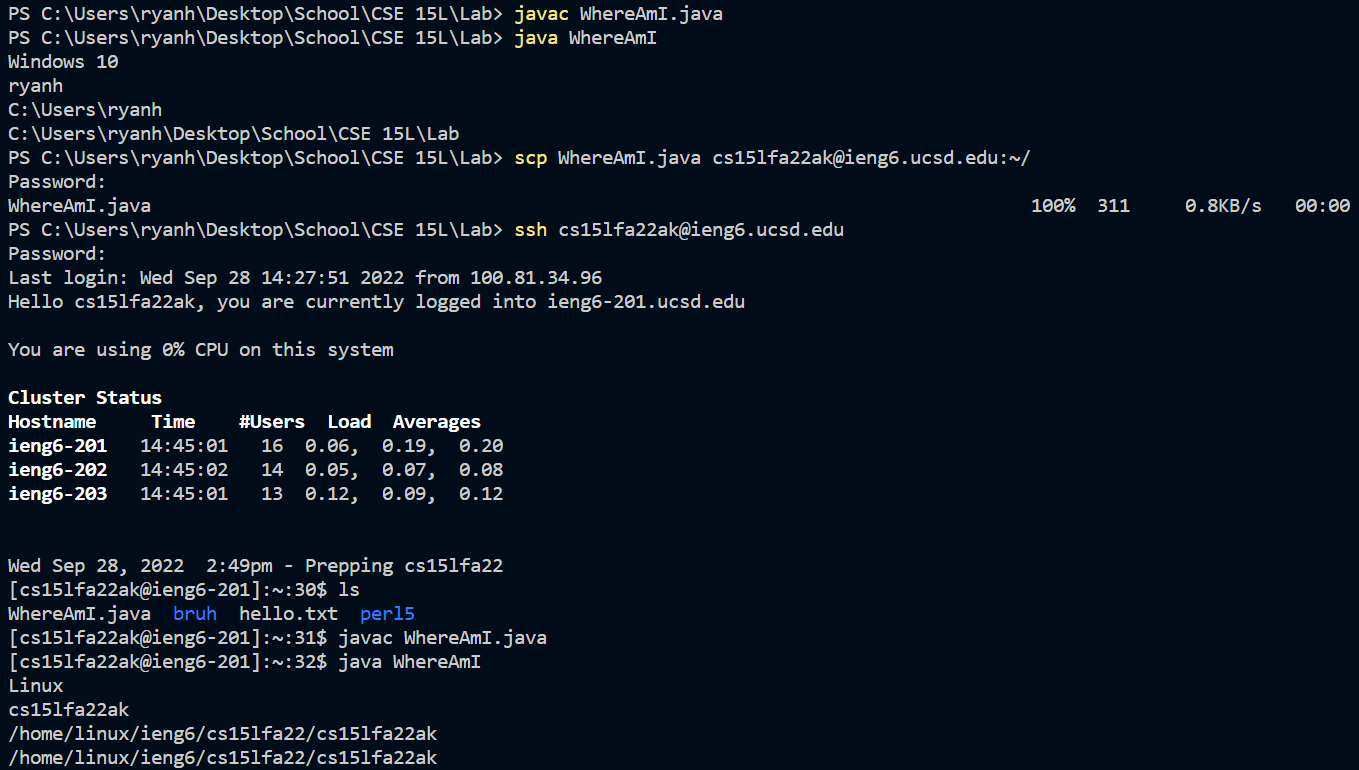 PS C:\Users\ryanh\Desktop\School\CSE 15L\Lab> javac WhereAmI.java
PS C:\Users\ryanh\Desktop\School\CSE 15L\Lab> java WhereAmI
Windows 10
ryanh
C:\Users\ryanh
C:\Users\ryanh\Desktop\School\CSE 15L\Lab
PS C:\Users\ryanh\Desktop\School\CSE 15L\Lab> scp WhereAmI.java cs15lfa22ak@ieng6.ucsd.edu:~/
Password:
WhereAmI.java 100% 311 0.8KB/s 00:00
PS C:\Users\ryanh\Desktop\School\CSE 15L\Lab> ssh cs15lfa22ak@ieng6.ucsd.edu
Password:
Last login: Wed Sep 28 14:27:51 2022 from 100.81.34.96
Hello cs15lfa22ak, you are currently logged into ieng6-201.ucsd.edu
You are using 0% CPU on this system
Cluster Status
Hostname Time #Users Load Averages
ieng6-201 14:45:01 16 0.06, 0.19, 0.20
ieng6-202 14:45:02 14 0.05, 0.07, 0.08
ieng6-203 14:45:01 13 0.12, 0.09, 0.12
Wed Sep 28, 2022 2:49pm - Prepping cs15lfa22
[cs15lfa22ak@ieng6-201]:~:30$ ls
WhereAmI.java bruh hello.txt perl5
[cs15lfa22ak@ieng6-201]:~:31$ javac WhereAmI.java
[cs15lfa22ak@ieng6-201]:~:32$ java WhereAmI
Linux
cs15lfa22ak
/home/linux/ieng6/cs15lfa22/cs15lfa22ak
/home/linux/ieng6/cs15lfa22/cs15lfa22ak